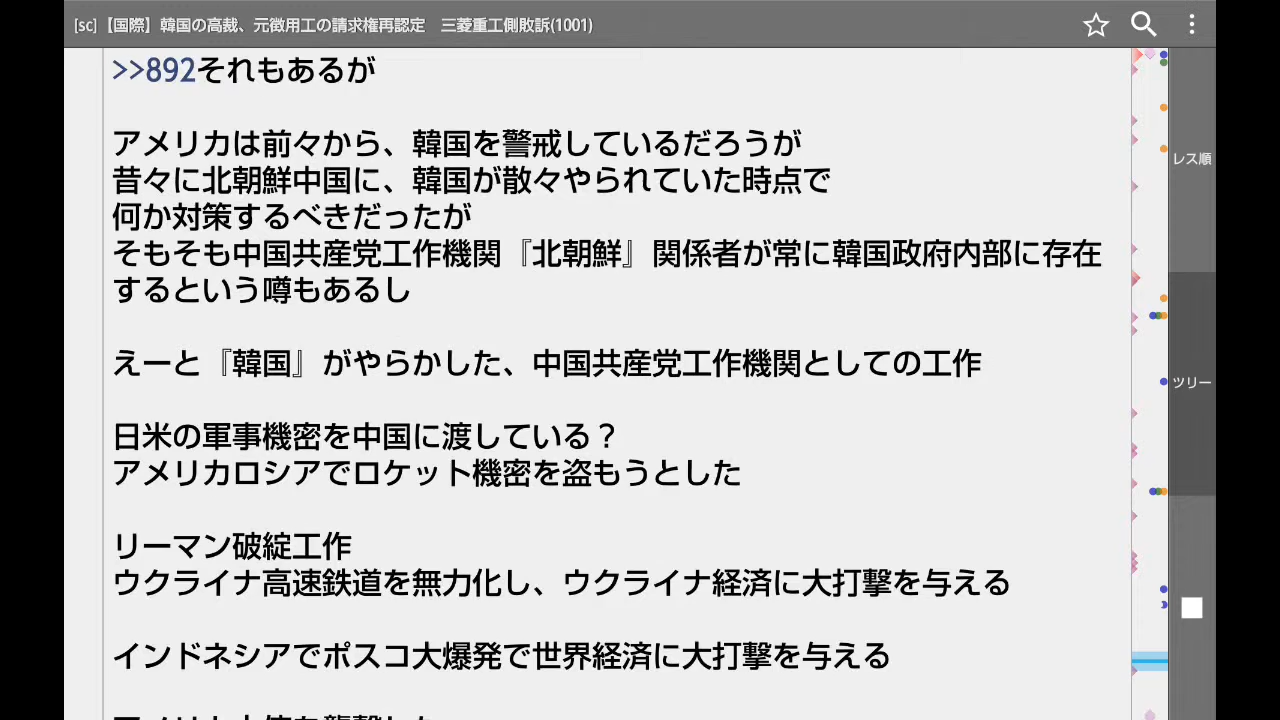 [sc]【国際】韓国の高裁、元徴用工の請求権再認定　三菱重工側敗訴(1001)
>>892それもあるが
アメリカは前々から、韓国を警戒しているだろうが
昔々に北朝鮮中国に、韓国が散々やられていた時点で
何か対策するべきだったが
そもそも中国共産党工作機関『北朝鮮』関係者が常に韓国政府内部に存在
するという噂もあるし
えーと『韓国』がやらかした、中国共産党工作機関としての工作
日米の軍事機密を中国に渡している？
アメリカロシアでロケット機密を盗もうとした
リーマン破綻工作
ウクライナ高速鉄道を無力化し、ウクライナ経済に大打撃を与える
インドネシアでポスコ大爆発で世界経済に大打撃を与える
レス順
ツリー